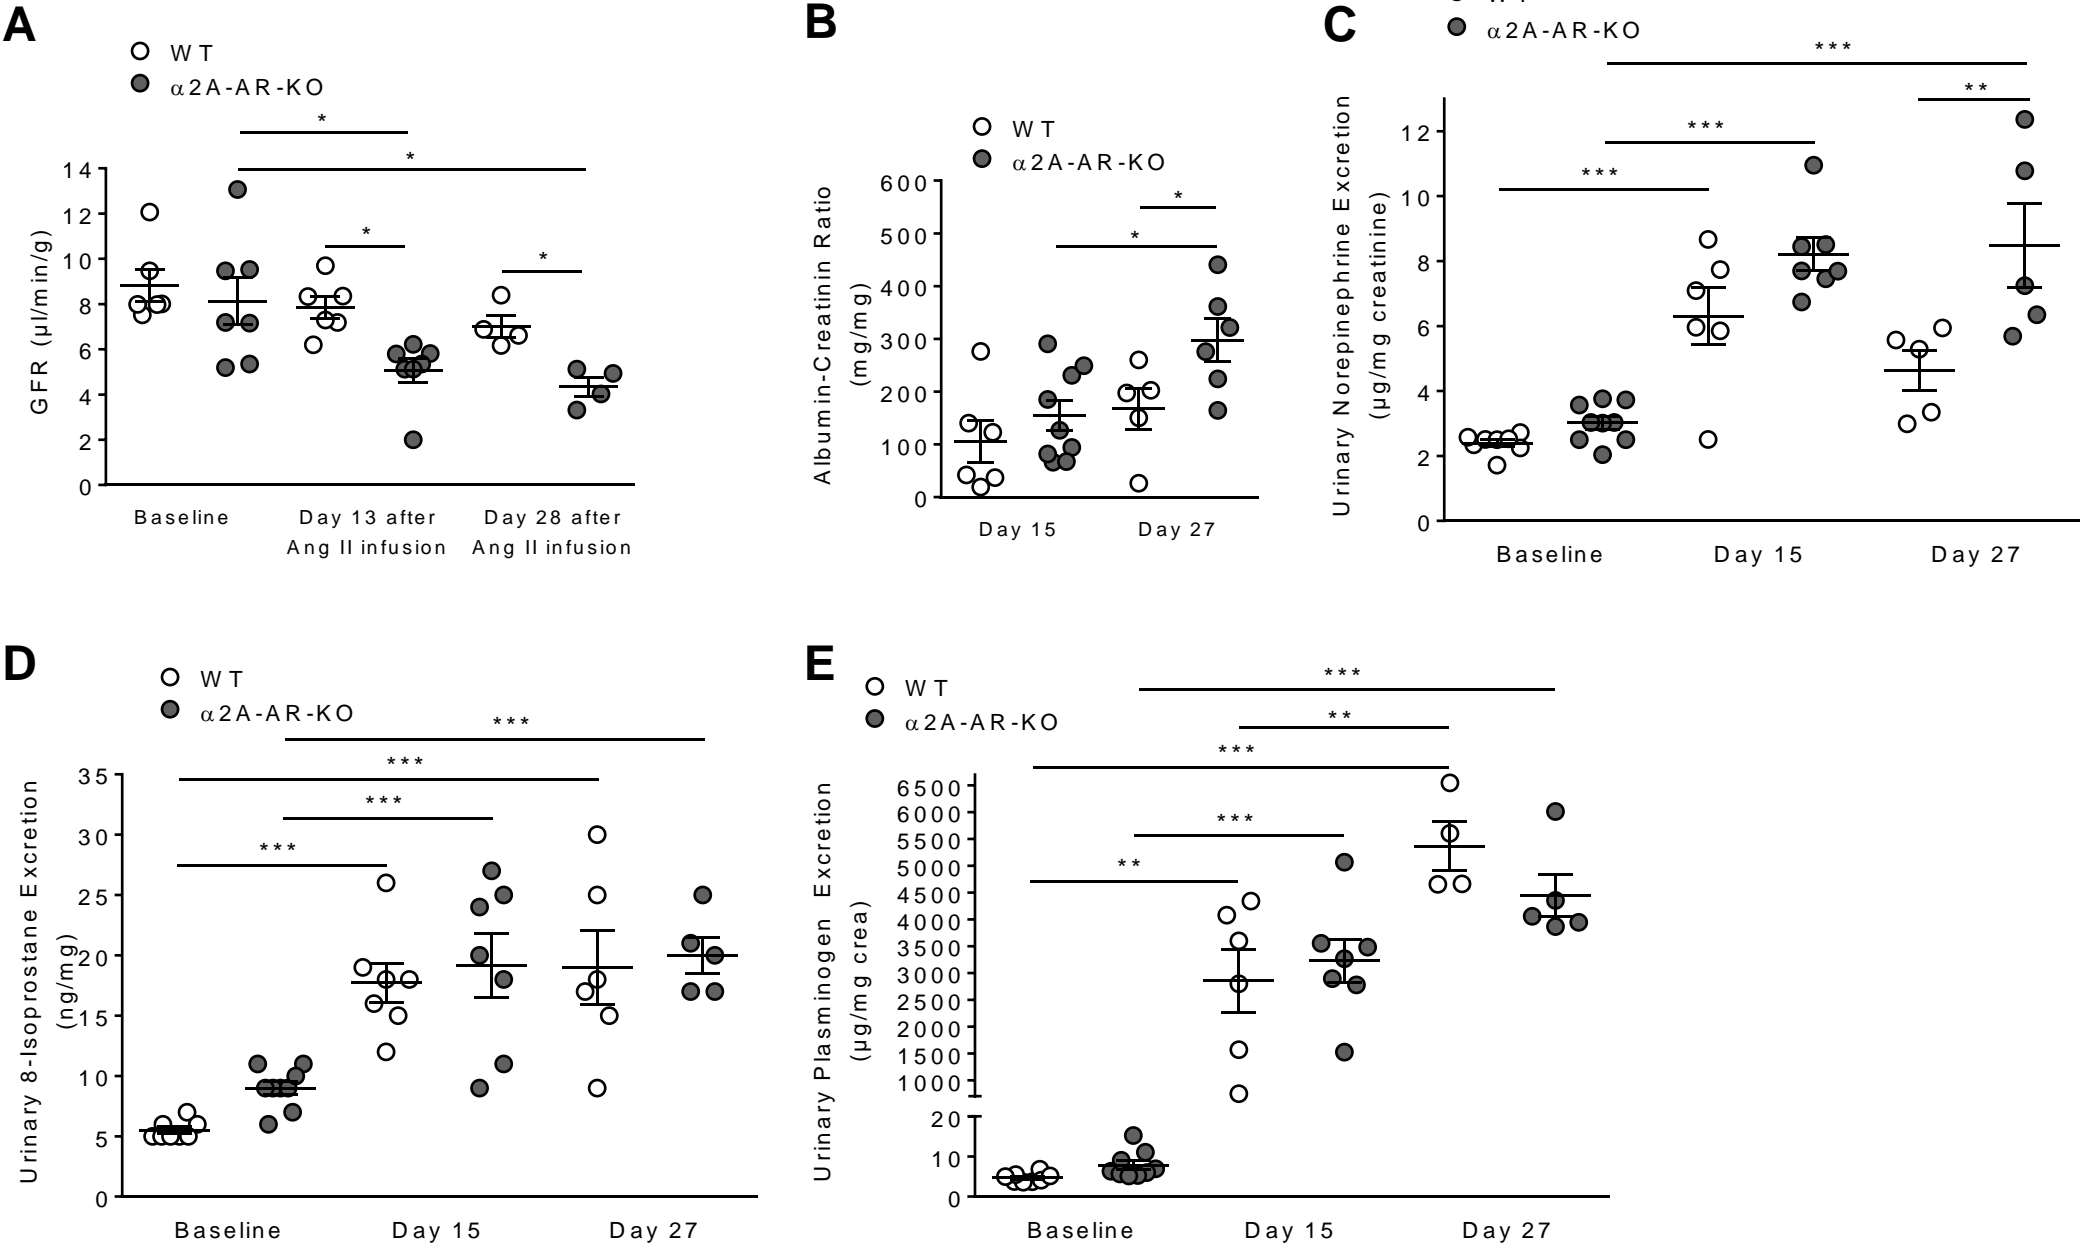 A
WT
α2A-AR-KO
*
*
*
*
GFR (µl/min/g)
14
12
10
8
6
4
2
0
Baseline
Day 13 after
Ang II infusion
Day 28 after
Ang II infusion
B
WT
α2A-AR-KO
*
*
Albumin-Creatinin Ratio
(mg/mg)
600
500
400
300
200
100
0
Day 15
Day 27
C
α2A-AR-KO
***
**
***
***
Urinary Norepinephrine Excretion
(µg/mg creatinine)
12
10
8
6
4
2
0
Baseline
Day 15
Day 27
D
WT
α2A-AR-KO
***
***
***
***
Urinary 8-Isoprostane Excretion
(ng/mg)
35
30
25
20
15
10
5
0
Baseline
Day 15
Day 27
E
WT
α2A-AR-KO
***
**
***
***
**
Urinary Plasminogen Excretion
(µg/mg crea)
6500
6000
5500
5000
4500
4000
3500
3000
2500
2000
1500
1000
20
10
0
Baseline
Day 15
Day 27